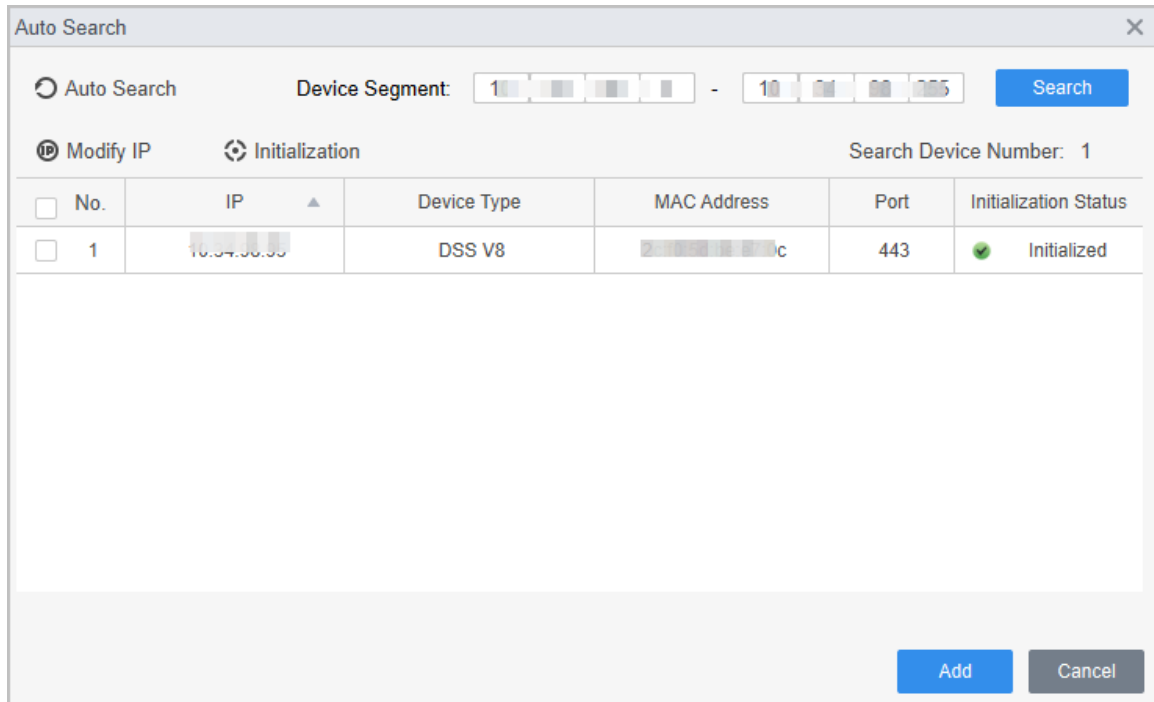 Auto Search
Auto Search Device Segment: - Search
Modify IP Initialization Search Device Number: 1
No. IP Device Type MAC Address Port Initialization Status
1 DSS V8 443 Initialized
Add Cancel